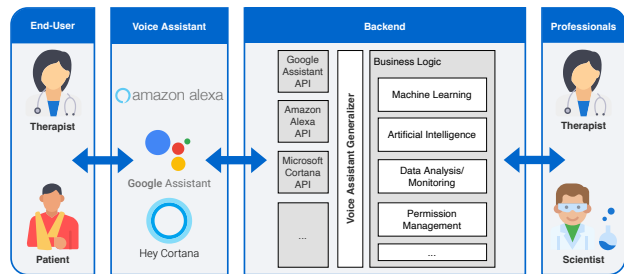 End-User
Voice Assistant
Backend
Professionals
Therapist
Patient
amazon alexa
Google Assistant
Hey Cortana
Google
Assistant
API
Amazon
Alexa
API
Microsoft
Cortana
API
...
Voice Assistant Generalizer
Business Logic
Machine Learning
Artificial Intelligence
Data Analysis/
Monitoring
Permission
Management
...
Therapist
Scientist